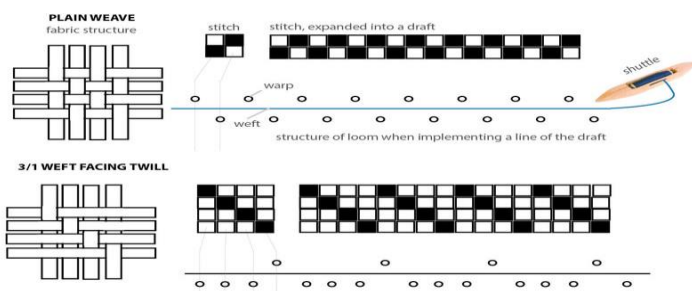 PLAIN WEAVE
fabric structure
stitch
stitch, expanded into a draft
shuttle
warp
weft
structure of loom when implementing a line of the draft
3/1 WEFT FACING TWILL